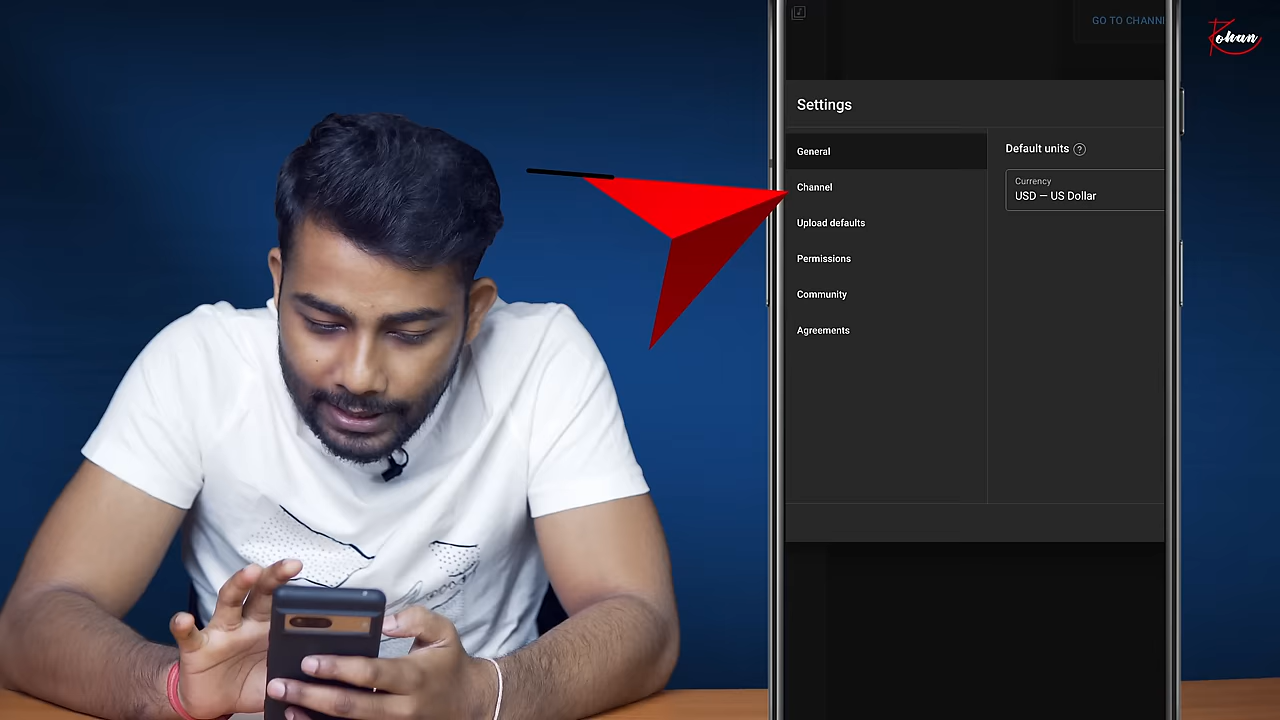 GO TO CHANN
Rohan
Settings
General
Channel
Upload defaults
Permissions
Community
Agreements
Default units ?
Currency
USD — US Dollar